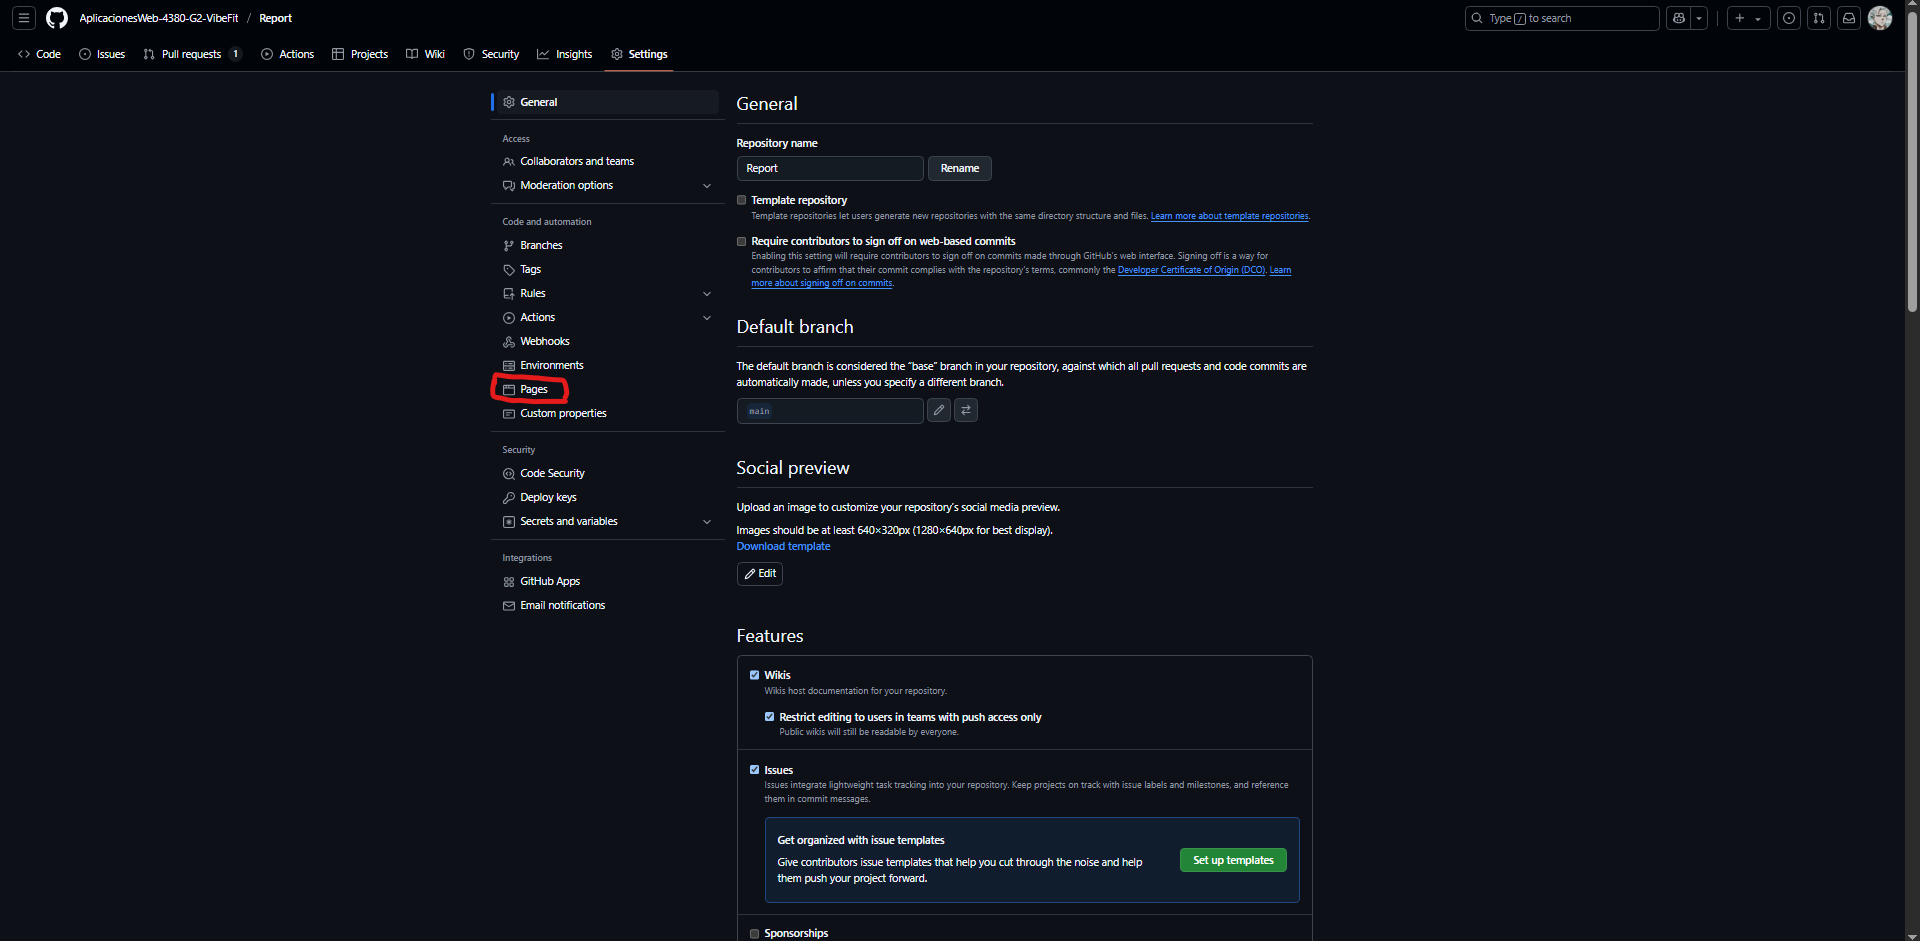 AplicacionesWeb-4380-G2-VibeFit / Report
Type / to search
Code Issues Pull requests 1 Actions Projects Wiki Security Insights Settings
General
Access
Collaborators and teams
Moderation options
Code and automation
Branches
Tags
Rules
Actions
Webhooks
Environments
Pages
Custom properties
Security
Code Security
Deploy keys
Secrets and variables
Integrations
GitHub Apps
Email notifications
General
Repository name
Report Rename
Template repository
Template repositories let users generate new repositories with the same directory structure and files. Learn more about template repositories.
Require contributors to sign off on web-based commits
Enabling this setting will require contributors to sign off on commits made through GitHub's web interface. Signing off is a way for
contributors to affirm that their commit complies with the repository's terms, commonly the Developer Certificate of Origin (DCO). Learn
more about signing off on commits.
Default branch
The default branch is considered the “base” branch in your repository, against which all pull requests and code commits are
automatically made, unless you specify a different branch.
main
Social preview
Upload an image to customize your repository's social media preview.
Images should be at least 640×320px (1280×640px for best display).
Download template
Edit
Features
Wikis
Wikis host documentation for your repository.
Restrict editing to users in teams with push access only
Public wikis will still be readable by everyone.
Issues
Issues integrate lightweight task tracking into your repository. Keep projects on track with issue labels and milestones, and reference
them in commit messages.
Get organized with issue templates
Give contributors issue templates that help you cut through the noise and help
them push your project forward.
Set up templates
Sponsorships